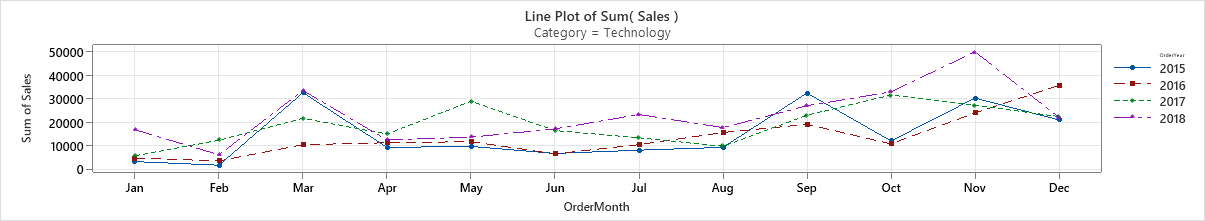 Line Plot of Sum( Sales )
Category = Technology
Sum of Sales
50000
40000
30000
20000
10000
0
Jan Feb Mar Apr May Jun Jul Aug Sep Oct Nov Dec
OrderMonth
OrderYear
2015
2016
2017
2018